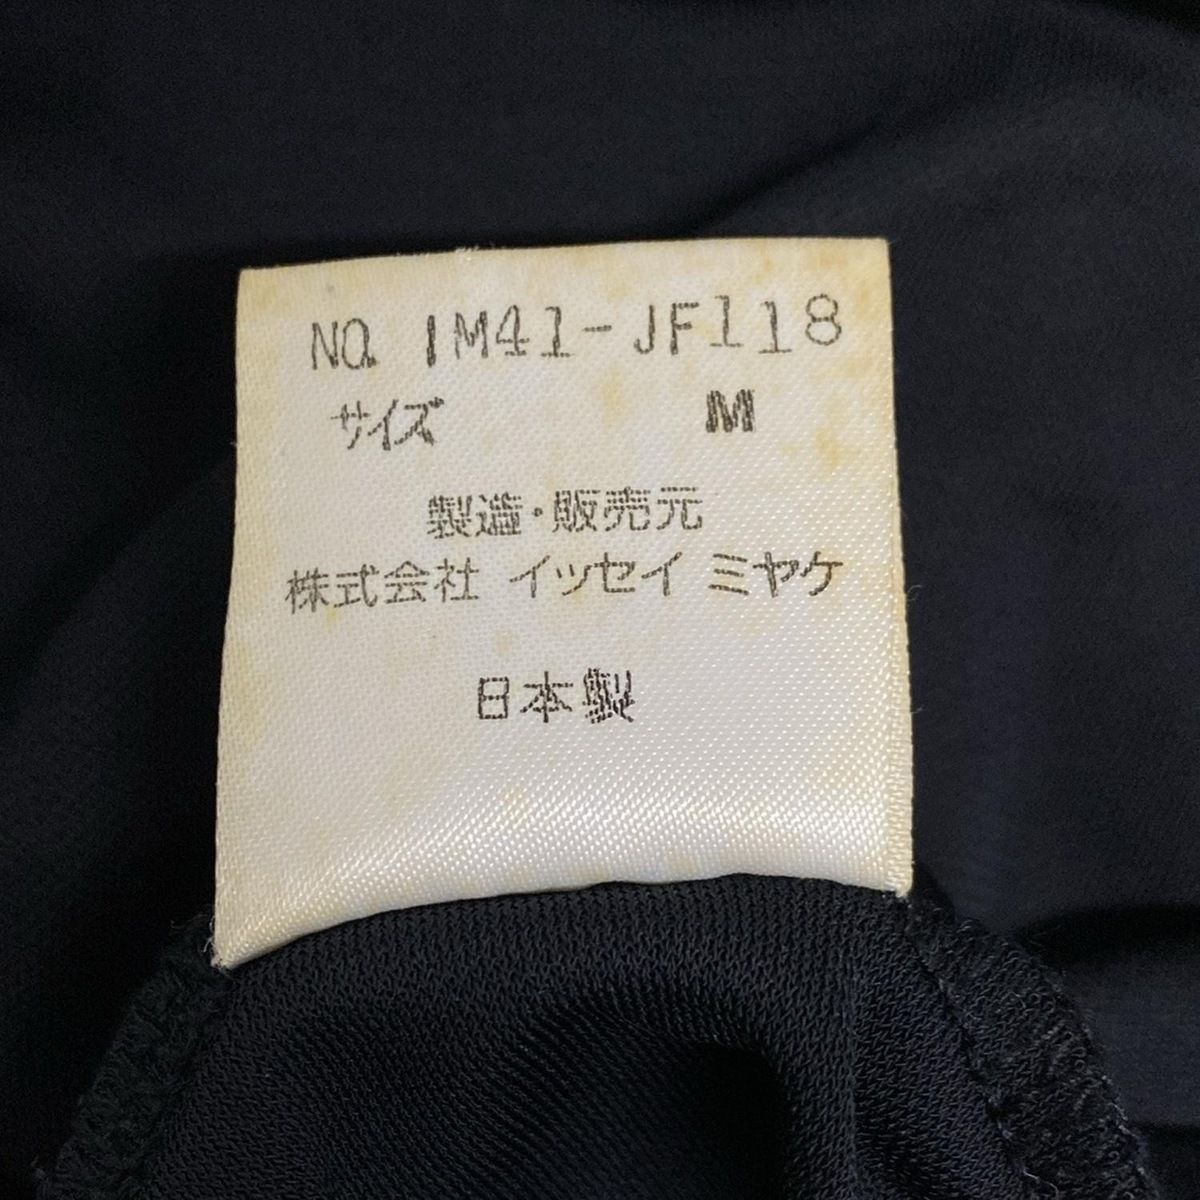 NO. IM41-JF118
サイズ M
製造・販売元
株式会社 イッセイ ミヤケ
日本製